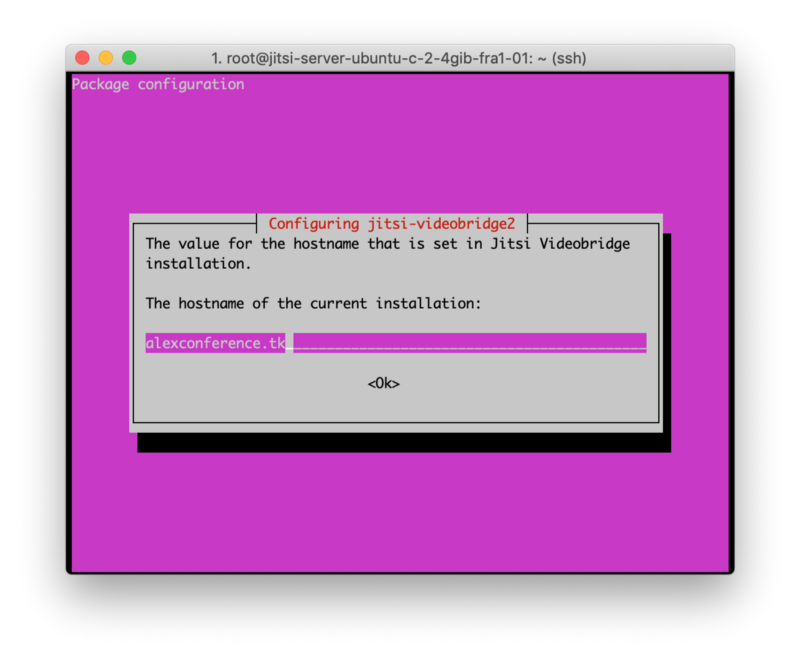 1. root@jitsi-server-ubuntu-c-2-4gib-fra1-01: ~ (ssh)
Package configuration
Configuring jitsi-videobridge2
The value for the hostname that is set in Jitsi Videobridge
installation.
The hostname of the current installation:
alexconference.tk
<Ok>